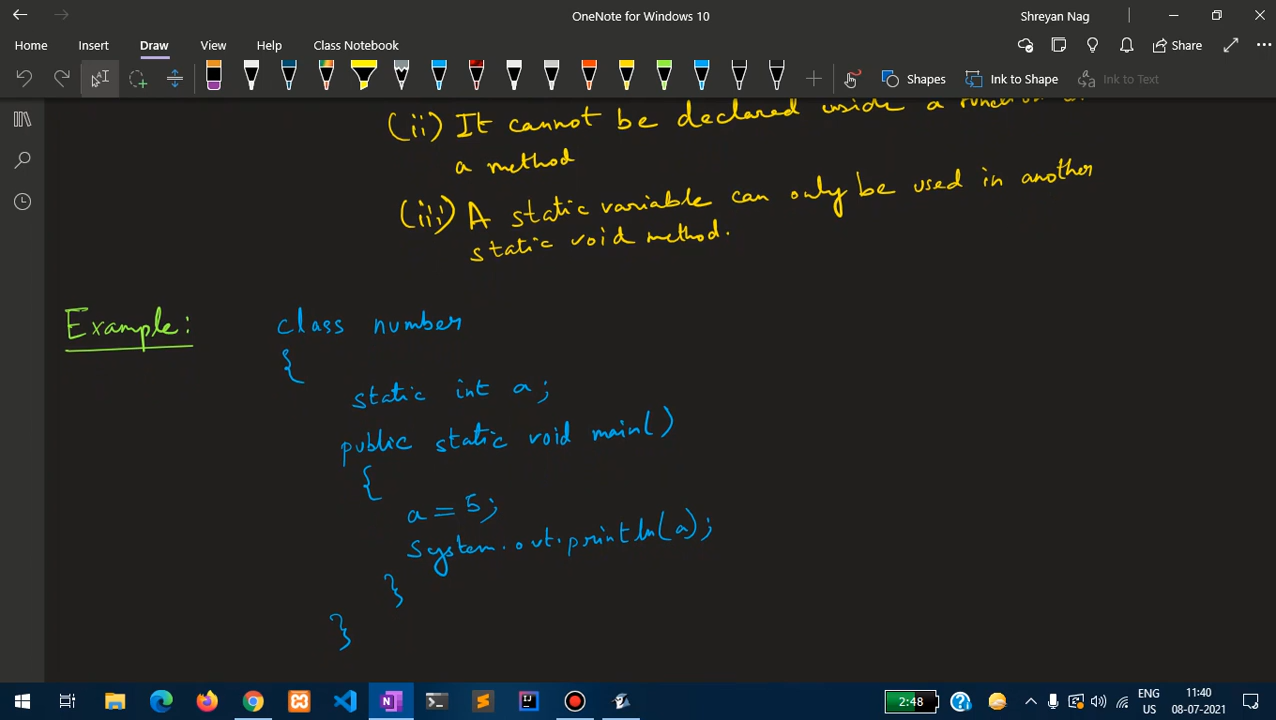 OneNote for Windows 10
Shreyan Nag
Home Insert Draw View Help Class Notebook
Share
Shapes Ink to Shape Ink to Text
(ii) It cannot be declared inside a function
a method
(iii) A static variable can only be used in another
static void method.
Example: class number
{
static int a;
public static void main()
{
a = 5;
System.out.println(a);
}
}
2:48
ENG 11:40
US 08-07-2021